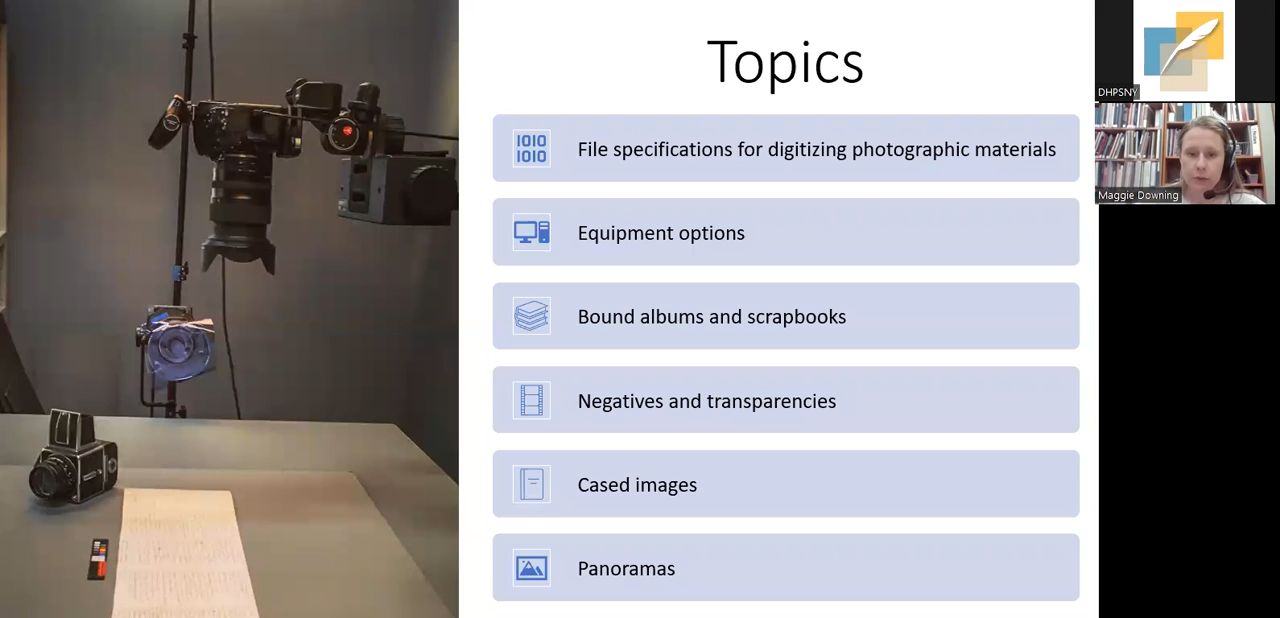 Topics
1010
1010
File specifications for digitizing photographic materials
Equipment options
Bound albums and scrapbooks
Negatives and transparencies
Cased images
Panoramas
DHPSNY
Maggie Downing